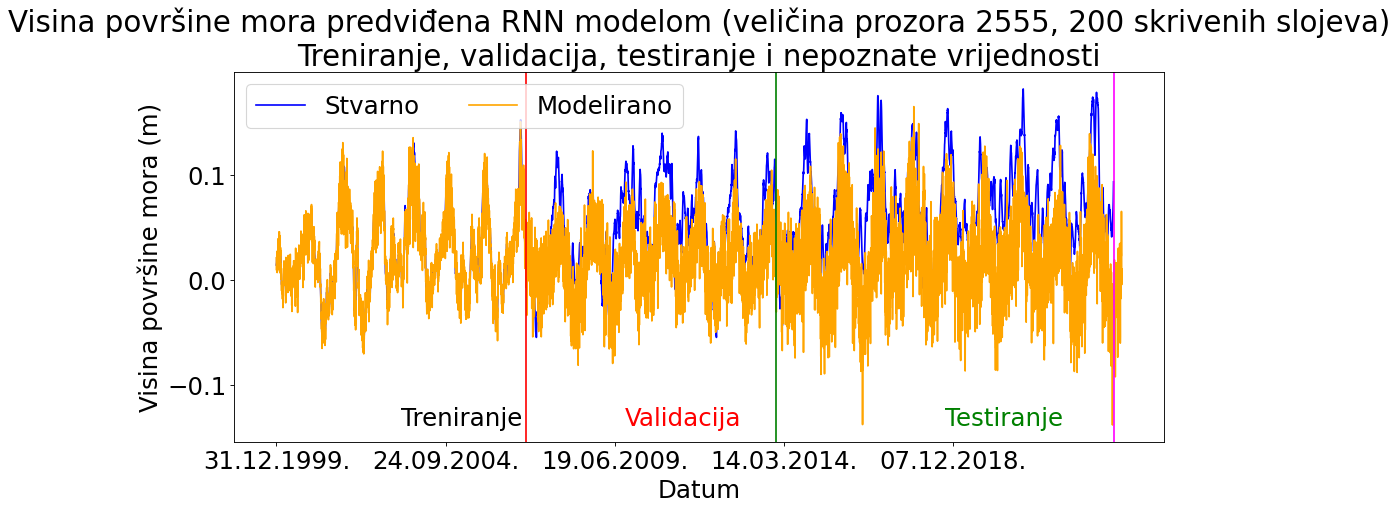 Visina površine mora predviđena RNN modelom (veličina prozora 2555, 200 skrivenih slojeva)
Treniranje, validacija, testiranje i nepoznate vrijednosti
Stvarno Modelirano
Visina površine mora (m)
0.1
0.0
−0.1
Treniranje Validacija Testiranje
31.12.1999. 24.09.2004. 19.06.2009. 14.03.2014. 07.12.2018.
Datum